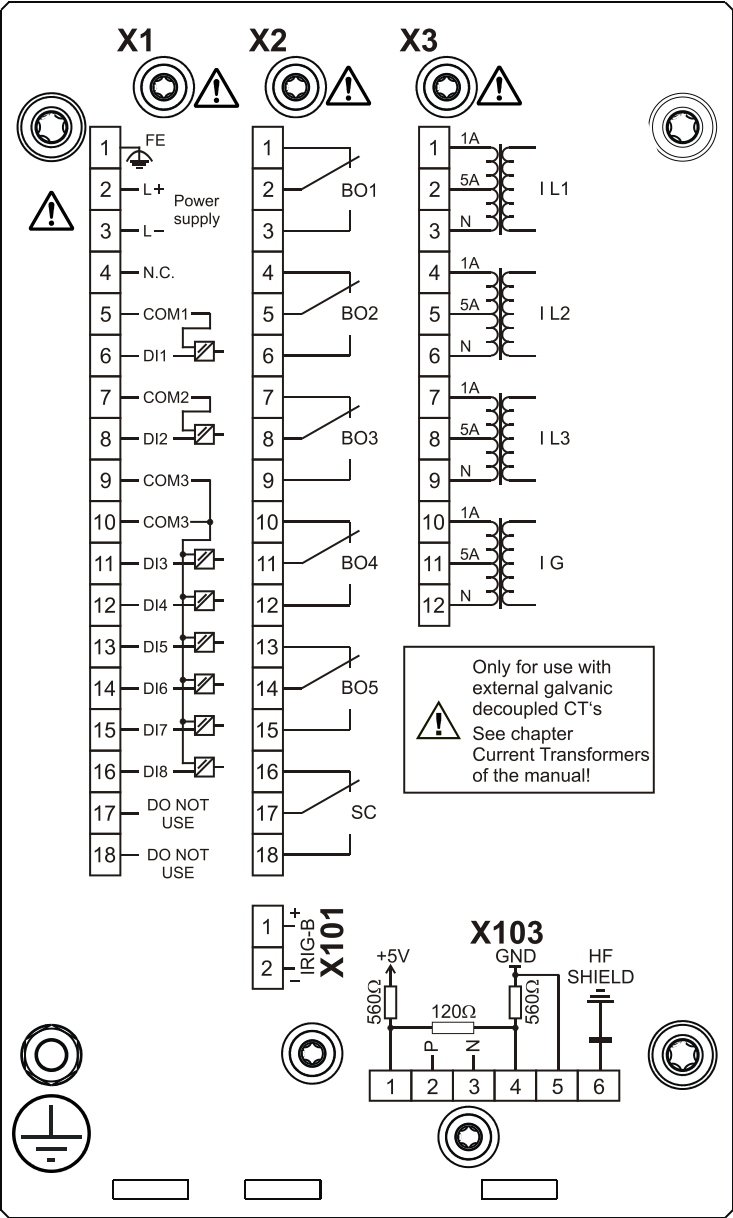 X1 X2 X3
1 FE
2 L+
3 L−
Power
supply
4 N.C.
5 COM1
6 DI1
7 COM2
8 DI2
9 COM3
10 COM3
11 DI3
12 DI4
13 DI5
14 DI6
15 DI7
16 DI8
17 DO NOT
USE
18 DO NOT
USE
1
2 BO1
3
4
5 BO2
6
7
8 BO3
9
10
11 BO4
12
13
14 BO5
15
16
17 SC
18
1 1A
2 5A I L1
3 N
4 1A
5 5A I L2
6 N
7 1A
8 5A I L3
9 N
10 1A
11 5A I G
12 N
!
!
!
!
!
Only for use with
external galvanic
decoupled CT‘s
See chapter
Current Transformers
of the manual!
1 +
2 −
IRIG-B
X101
X103
+5V GND HF
SHIELD
560Ω 120Ω 560Ω
P N
1 2 3 4 5 6